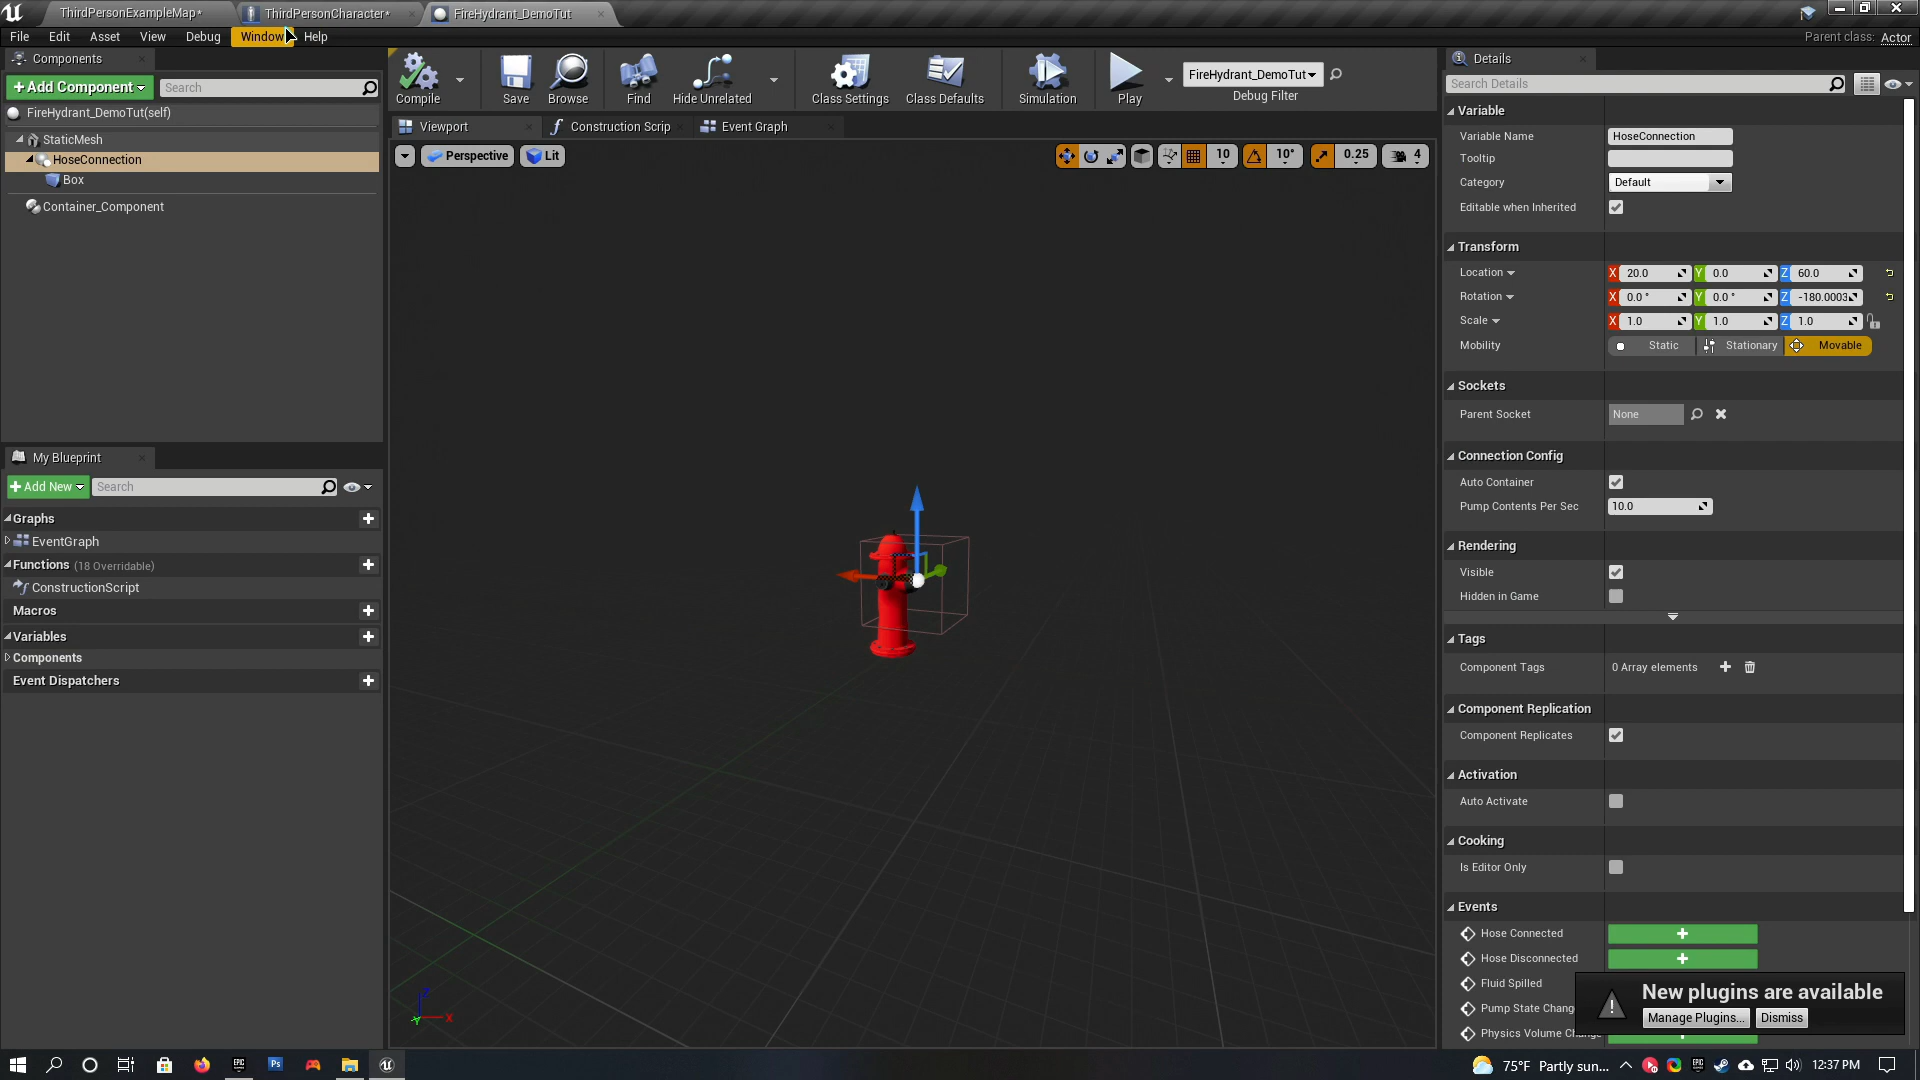 ThirdPersonExampleMap*
ThirdPersonCharacter*
FireHydrant_DemoTut
File Edit Asset View Debug Window Help
Parent class: Actor
Components
+ Add Component
Search
FireHydrant_DemoTut(self)
StaticMesh
HoseConnection
Box
Container_Component
My Blueprint
+ Add New
Search
Graphs
EventGraph
Functions (18 Overridable)
ConstructionScript
Macros
Variables
Components
Event Dispatchers
Compile
Save
Browse
Find
Hide Unrelated
Class Settings
Class Defaults
Simulation
Play
FireHydrant_DemoTut
Debug Filter
Viewport
Construction Scrip
Event Graph
Perspective
Lit
10
10°
0.25
4
Z
X
Y
Details
Search Details
Variable
Variable Name HoseConnection
Tooltip
Category Default
Editable when Inherited
Transform
Location X 20.0 Y 0.0 Z 60.0
Rotation X 0.0 ° Y 0.0 ° Z -180.0003
Scale X 1.0 Y 1.0 Z 1.0
Mobility Static Stationary Movable
Sockets
Parent Socket None
Connection Config
Auto Container
Pump Contents Per Sec 10.0
Rendering
Visible
Hidden in Game
Tags
Component Tags 0 Array elements
Component Replication
Component Replicates
Activation
Auto Activate
Cooking
Is Editor Only
Events
Hose Connected
Hose Disconnected
Fluid Spilled
Pump State Chang
Physics Volume Change
New plugins are available
Manage Plugins... Dismiss
EPIC
Ps
75°F Partly sun...
EPIC
12:37 PM